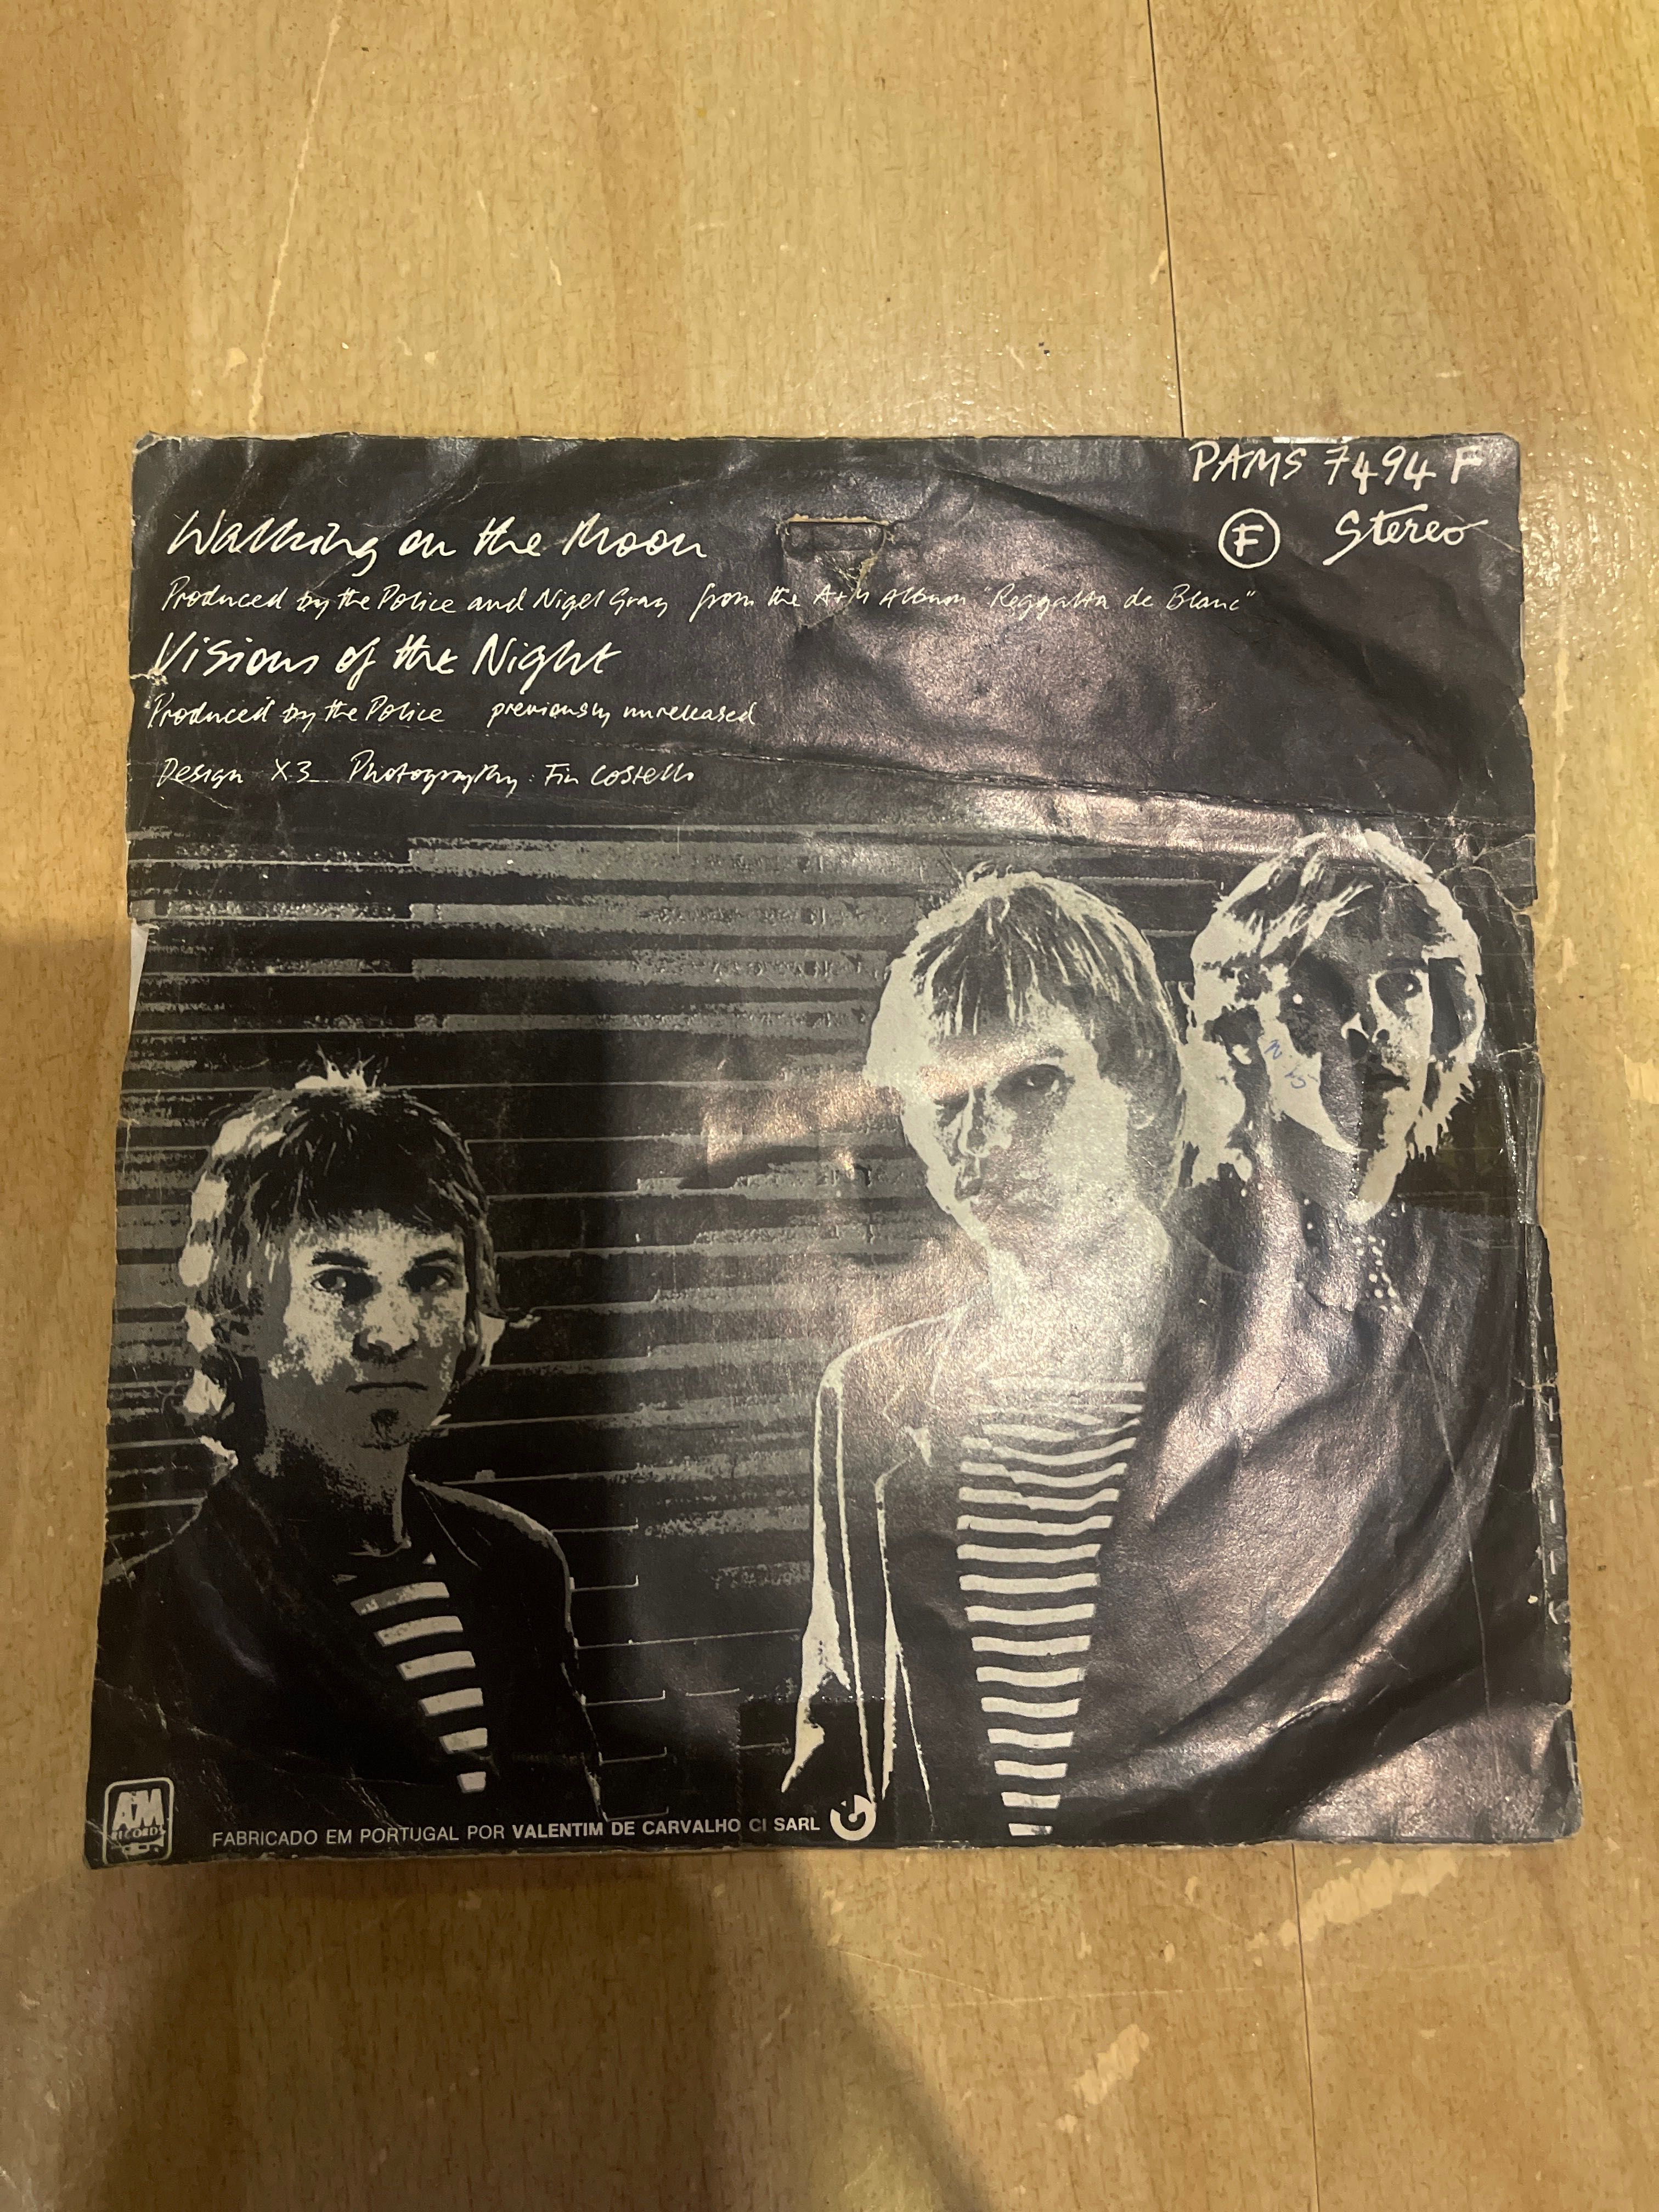 PAMS 7494 F
Walking on the Moon
Ⓕ Stereo
Produced by the Police and Nigel Gray from the A+M Album "Reggatta de Blanc"
Visions of the Night
Produced by the Police previously unreleased
Design X3 Photography: Fin Costello
A&M
RECORDS
FABRICADO EM PORTUGAL POR VALENTIM DE CARVALHO CI SARL